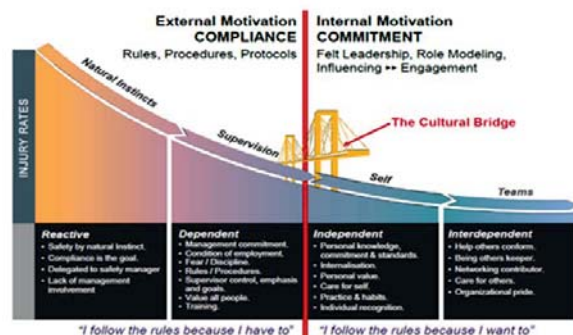 External Motivation
COMPLIANCE
Rules, Procedures, Protocols
Internal Motivation
COMMITMENT
Felt Leadership, Role Modeling,
Influencing ▸▸ Engagement
INJURY RATES
Natural Instincts
Supervision
The Cultural Bridge
Self
Teams
Reactive
• Safety by natural Instinct.
• Compliance is the goal.
• Delegated to safety manager
• Lack of management
involvement
Dependent
• Management commitment.
• Condition of employment.
• Fear / Discipline.
• Rules / Procedures.
• Supervisor control, emphasis
and goals.
• Value all people.
• Training.
Independent
• Personal knowledge,
commitment & standards.
• Internalisation.
• Personal value.
• Care for self.
• Practice & habits.
• Individual recognition.
Interdependent
• Help others conform.
• Being others keeper.
• Networking contributor.
• Care for others.
• Organizational pride.
"I follow the rules because I have to"
"I follow the rules because I want to"